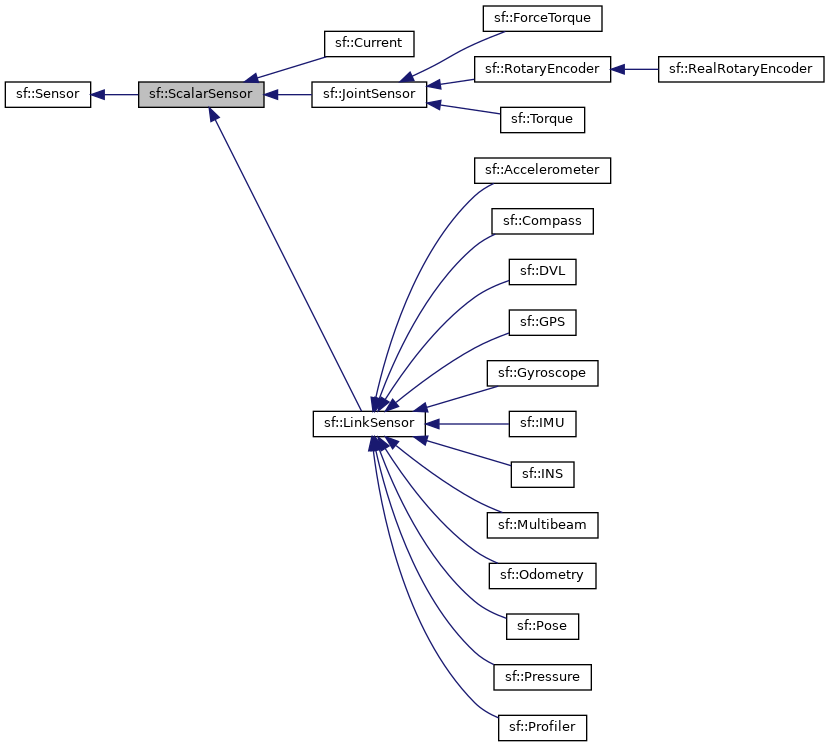 sf::ForceTorque
sf::Current
sf::RotaryEncoder
sf::RealRotaryEncoder
sf::Sensor
sf::ScalarSensor
sf::JointSensor
sf::Torque
sf::Accelerometer
sf::Compass
sf::DVL
sf::GPS
sf::Gyroscope
sf::LinkSensor
sf::IMU
sf::INS
sf::Multibeam
sf::Odometry
sf::Pose
sf::Pressure
sf::Profiler